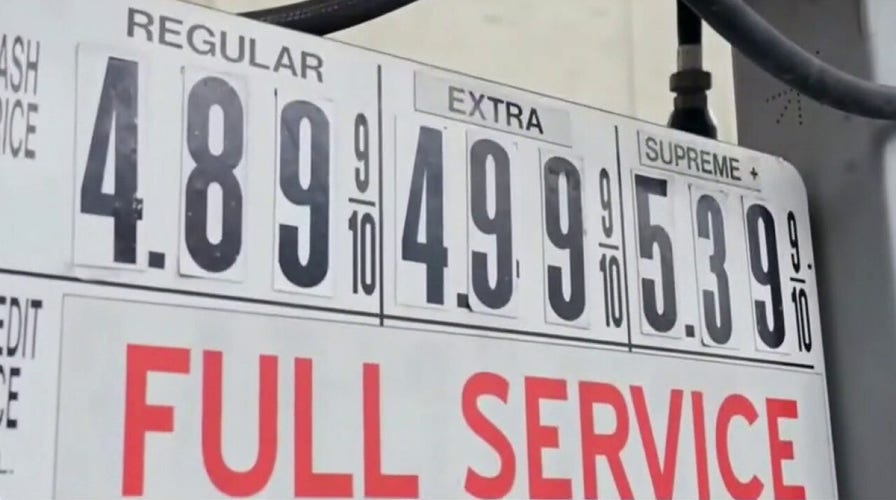 REGULAR
EXTRA
SUPREME +
4.89 9/10
4.99 9/10
5.39 9/10
FULL SERVICE